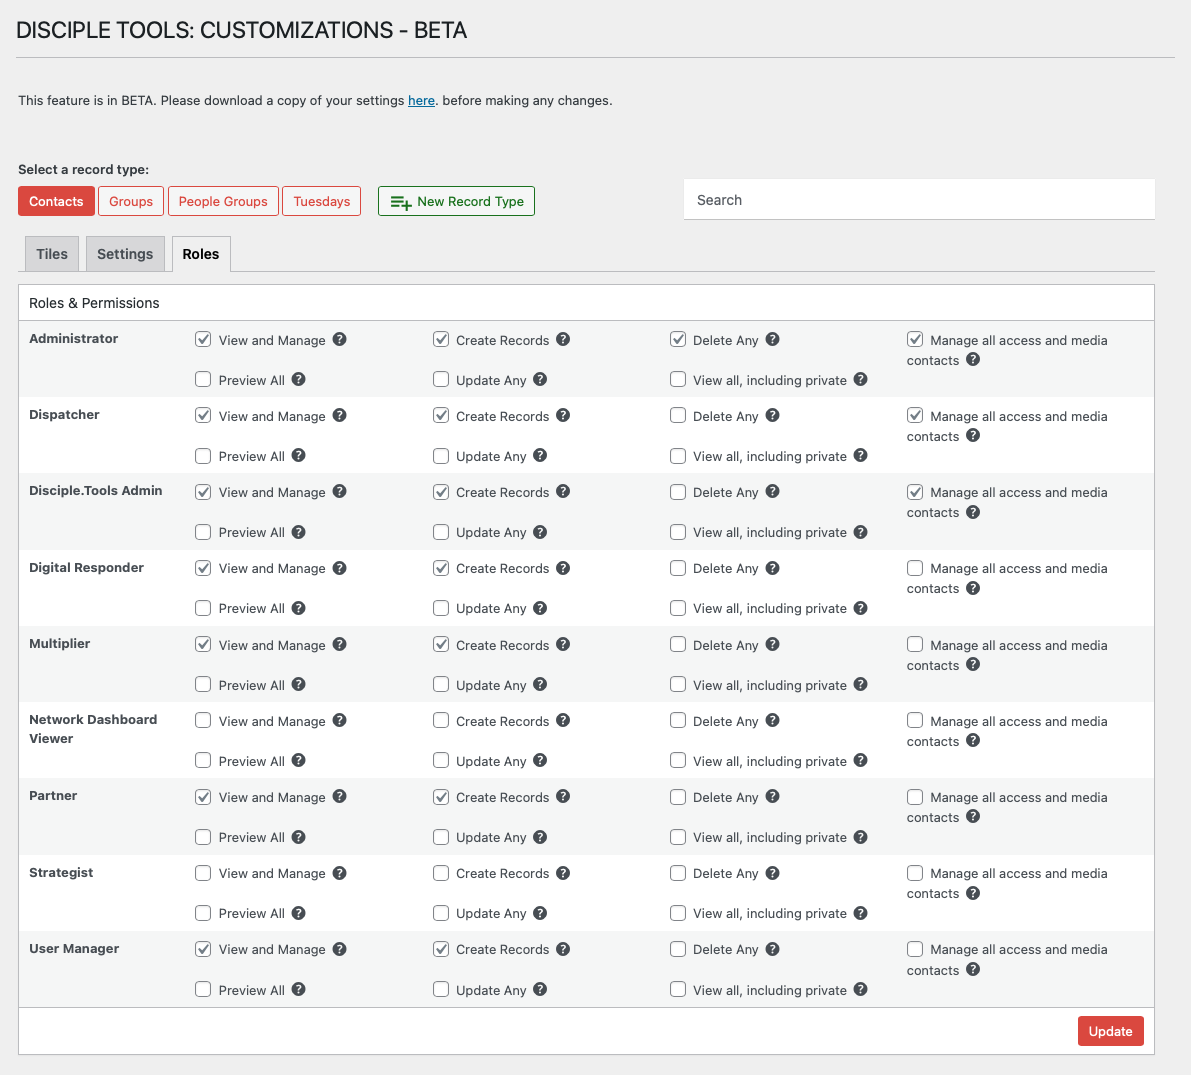 DISCIPLE TOOLS: CUSTOMIZATIONS - BETA
This feature is in BETA. Please download a copy of your settings here. before making any changes.
Select a record type:
Contacts Groups People Groups Tuesdays New Record Type Search
Tiles Settings Roles
Roles & Permissions
Administrator View and Manage ? Create Records ? Delete Any ? Manage all access and media
contacts ?
Preview All ? Update Any ? View all, including private ?
Dispatcher View and Manage ? Create Records ? Delete Any ? Manage all access and media
contacts ?
Preview All ? Update Any ? View all, including private ?
Disciple.Tools Admin View and Manage ? Create Records ? Delete Any ? Manage all access and media
contacts ?
Preview All ? Update Any ? View all, including private ?
Digital Responder View and Manage ? Create Records ? Delete Any ? Manage all access and media
contacts ?
Preview All ? Update Any ? View all, including private ?
Multiplier View and Manage ? Create Records ? Delete Any ? Manage all access and media
contacts ?
Preview All ? Update Any ? View all, including private ?
Network Dashboard View and Manage ? Create Records ? Delete Any ? Manage all access and media
Viewer contacts ?
Preview All ? Update Any ? View all, including private ?
Partner View and Manage ? Create Records ? Delete Any ? Manage all access and media
contacts ?
Preview All ? Update Any ? View all, including private ?
Strategist View and Manage ? Create Records ? Delete Any ? Manage all access and media
contacts ?
Preview All ? Update Any ? View all, including private ?
User Manager View and Manage ? Create Records ? Delete Any ? Manage all access and media
contacts ?
Preview All ? Update Any ? View all, including private ?
Update